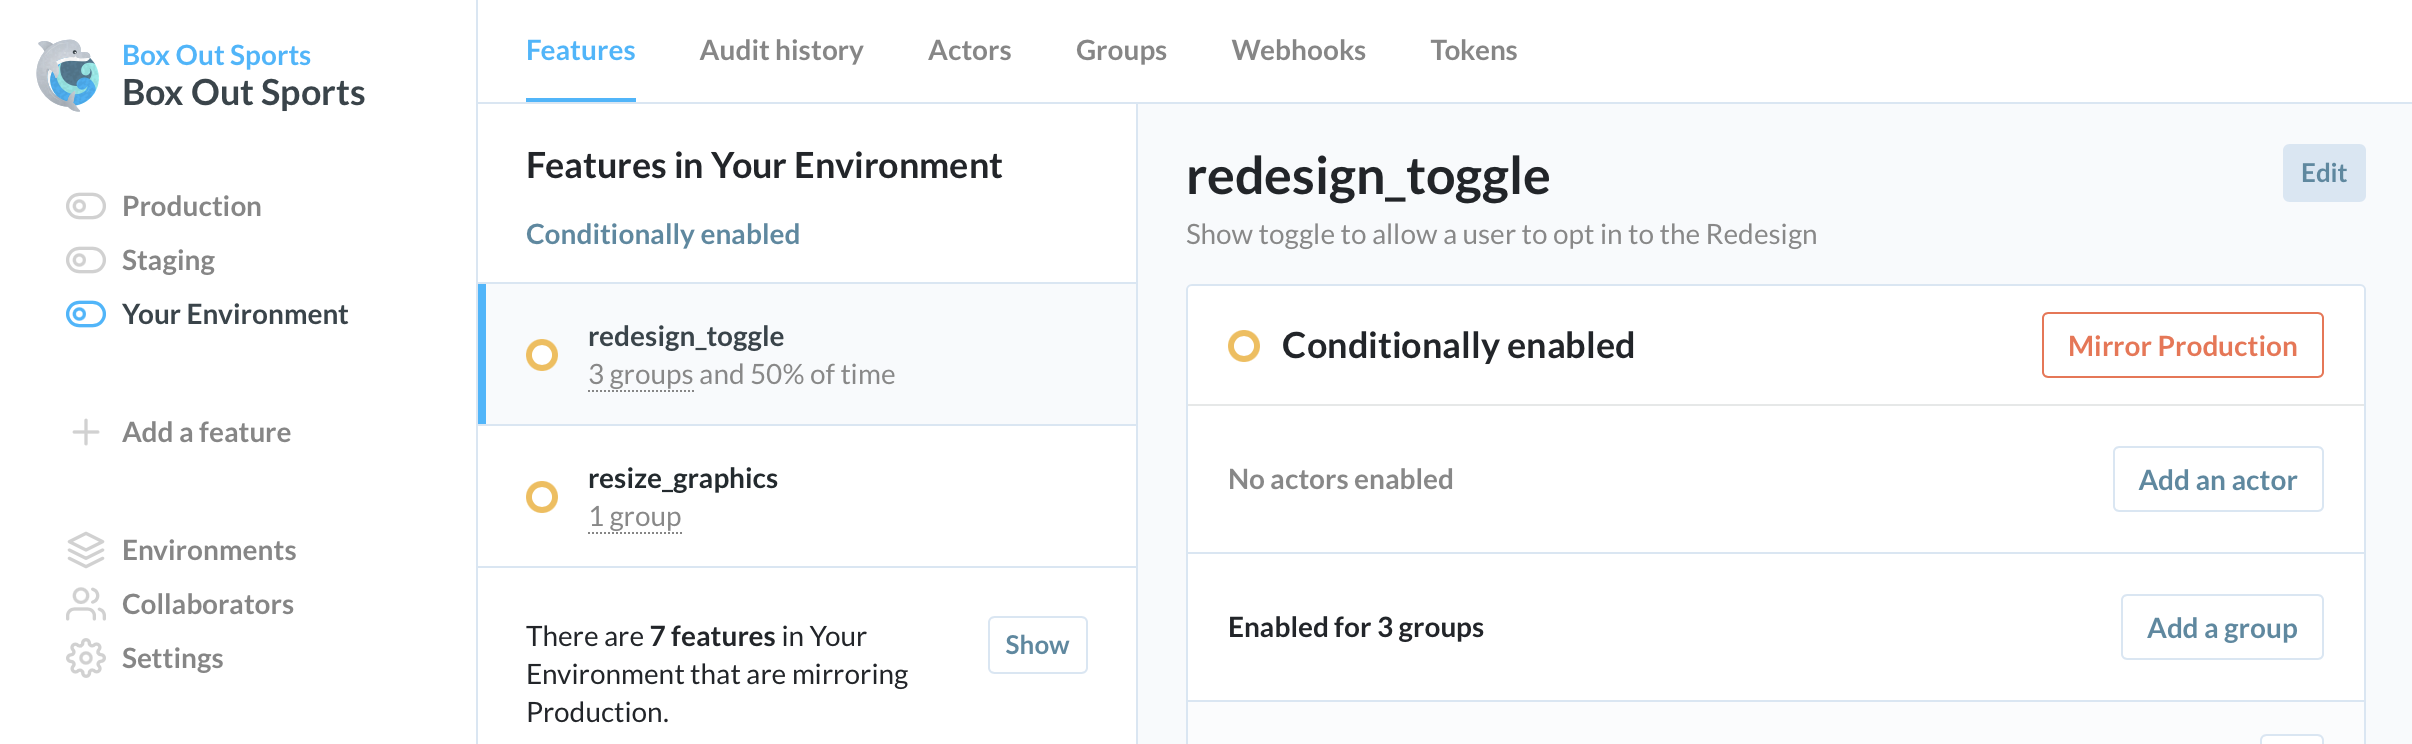 Box Out Sports
Box Out Sports
Production
Staging
Your Environment
Add a feature
Environments
Collaborators
Settings
Features
Audit history
Actors
Groups
Webhooks
Tokens
Features in Your Environment
Conditionally enabled
redesign_toggle
3 groups and 50% of time
resize_graphics
1 group
There are 7 features in Your
Environment that are mirroring
Production.
Show
redesign_toggle
Edit
Show toggle to allow a user to opt in to the Redesign
Conditionally enabled
Mirror Production
No actors enabled
Add an actor
Enabled for 3 groups
Add a group